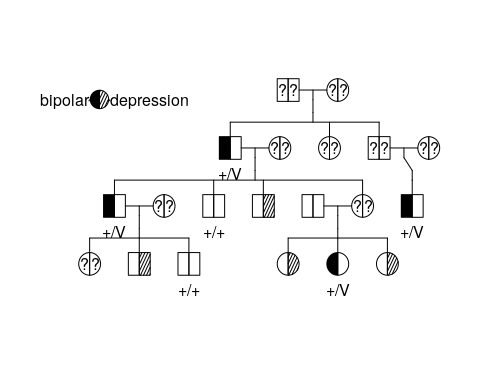 ?? ??
bipolar depression
?? ?? ?? ??
+/V
?? ??
+/V +/+ +/V
??
+/+ +/V